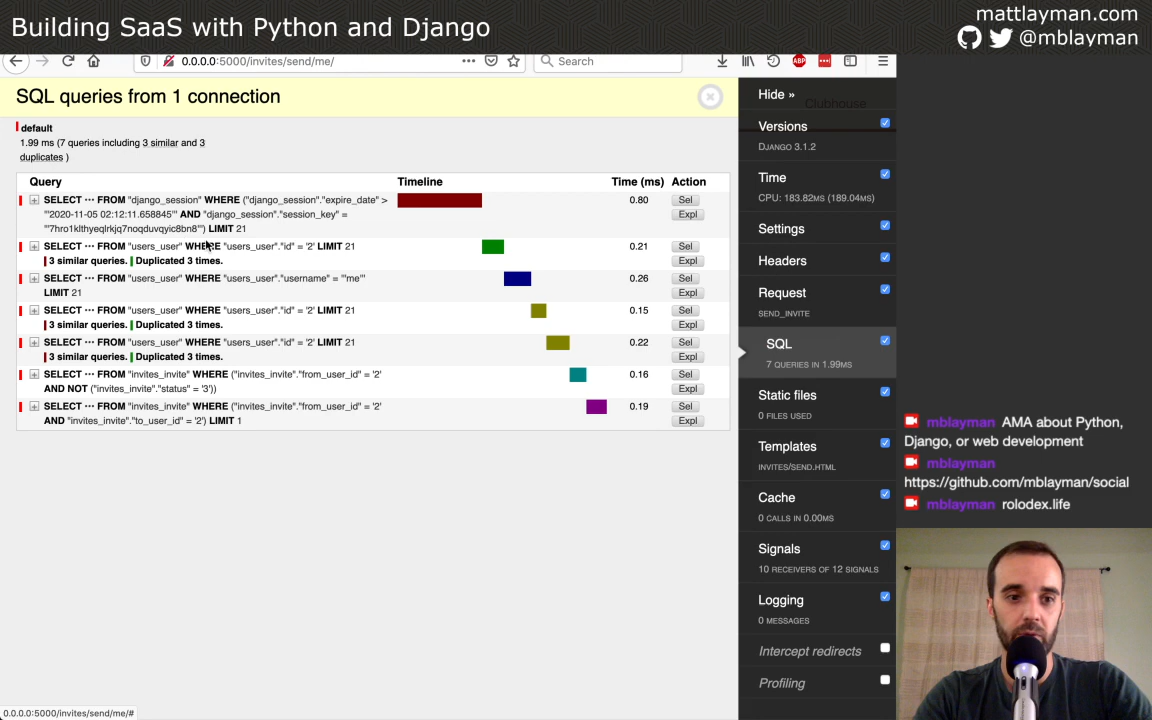 Building SaaS with Python and Django
mattlayman.com
@mblayman
0.0.0.0:5000/invites/send/me/
Search
SQL queries from 1 connection
default
1.99 ms (7 queries including 3 similar and 3
duplicates )
Query
Timeline
Time (ms)
Action
SELECT ••• FROM "django_session" WHERE ("django_session"."expire_date" >
'"2020-11-05 02:12:11.658845"' AND "django_session"."session_key" =
'"7hro1klthyeqlrkjq7noqduvqyic8bn8"') LIMIT 21
0.80
Sel
Expl
SELECT ••• FROM "users_user" WHERE "users_user"."id" = '2' LIMIT 21
3 similar queries. Duplicated 3 times.
0.21
Sel
Expl
SELECT ••• FROM "users_user" WHERE "users_user"."username" = '"me"'
LIMIT 21
0.26
Sel
Expl
SELECT ••• FROM "users_user" WHERE "users_user"."id" = '2' LIMIT 21
3 similar queries. Duplicated 3 times.
0.15
Sel
Expl
SELECT ••• FROM "users_user" WHERE "users_user"."id" = '2' LIMIT 21
3 similar queries. Duplicated 3 times.
0.22
Sel
Expl
SELECT ••• FROM "invites_invite" WHERE ("invites_invite"."from_user_id" = '2'
AND NOT ("invites_invite"."status" = '3'))
0.16
Sel
Expl
SELECT ••• FROM "invites_invite" WHERE ("invites_invite"."from_user_id" = '2'
AND "invites_invite"."to_user_id" = '2') LIMIT 1
0.19
Sel
Expl
Hide »
Clubhouse
Versions
DJANGO 3.1.2
Time
CPU: 183.82MS (189.04MS)
Settings
Headers
Request
SEND_INVITE
SQL
7 QUERIES IN 1.99MS
Static files
0 FILES USED
Templates
INVITES/SEND.HTML
Cache
0 CALLS IN 0.00MS
Signals
10 RECEIVERS OF 12 SIGNALS
Logging
0 MESSAGES
Intercept redirects
Profiling
mblayman AMA about Python,
Django, or web development
mblayman
https://github.com/mblayman/social
mblayman rolodex.life
0.0.0.0:5000/invites/send/me/#